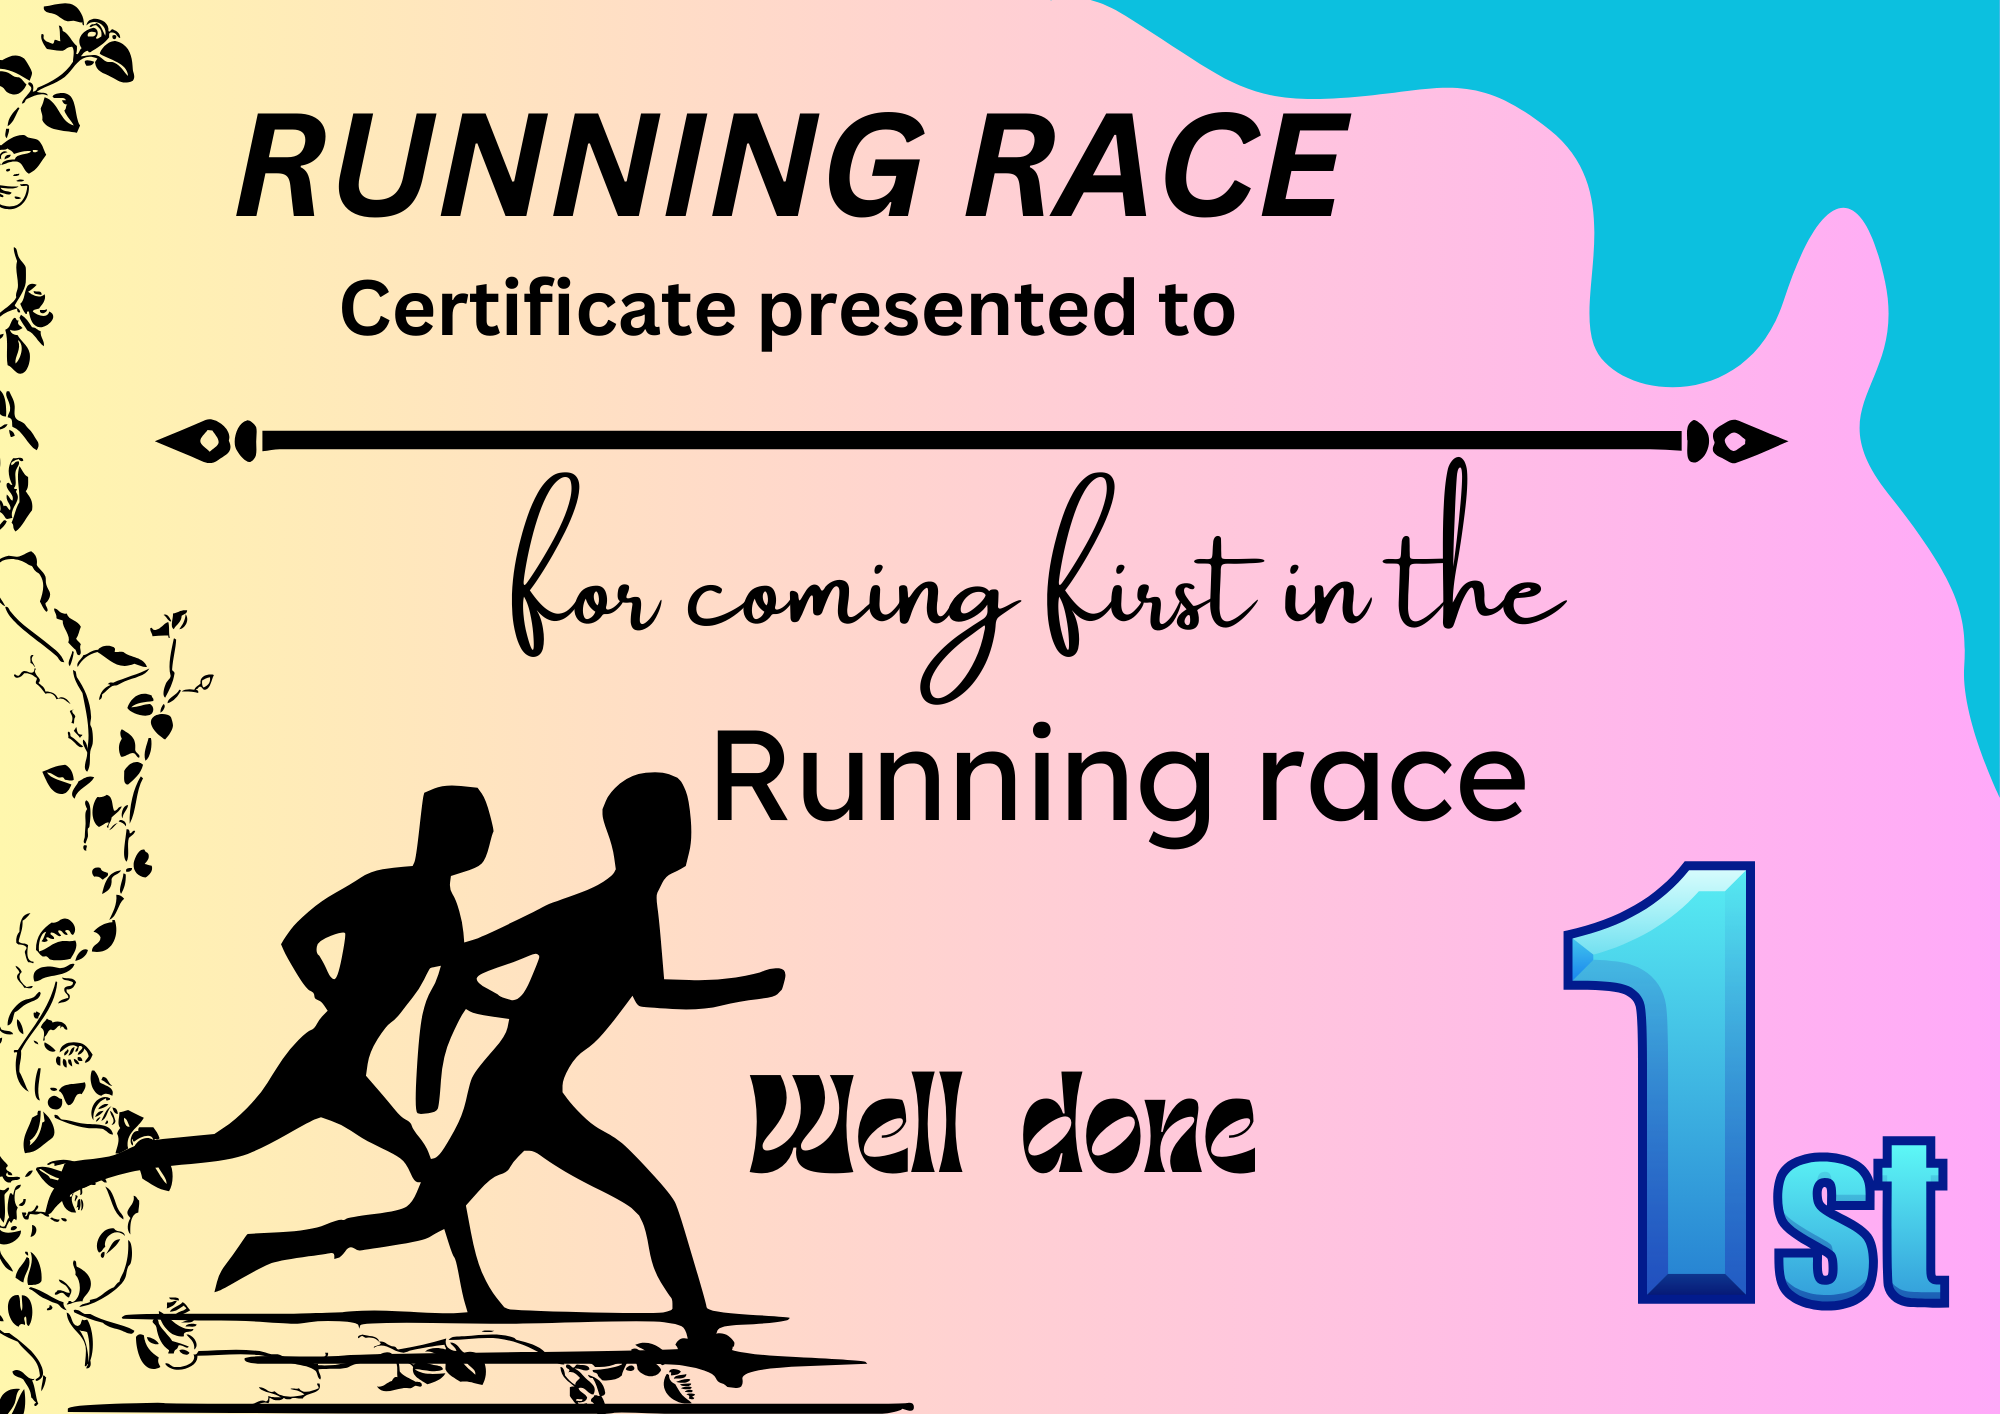 RUNNING RACE
Certificate presented to
for coming first in the
Running race
Well done
1st